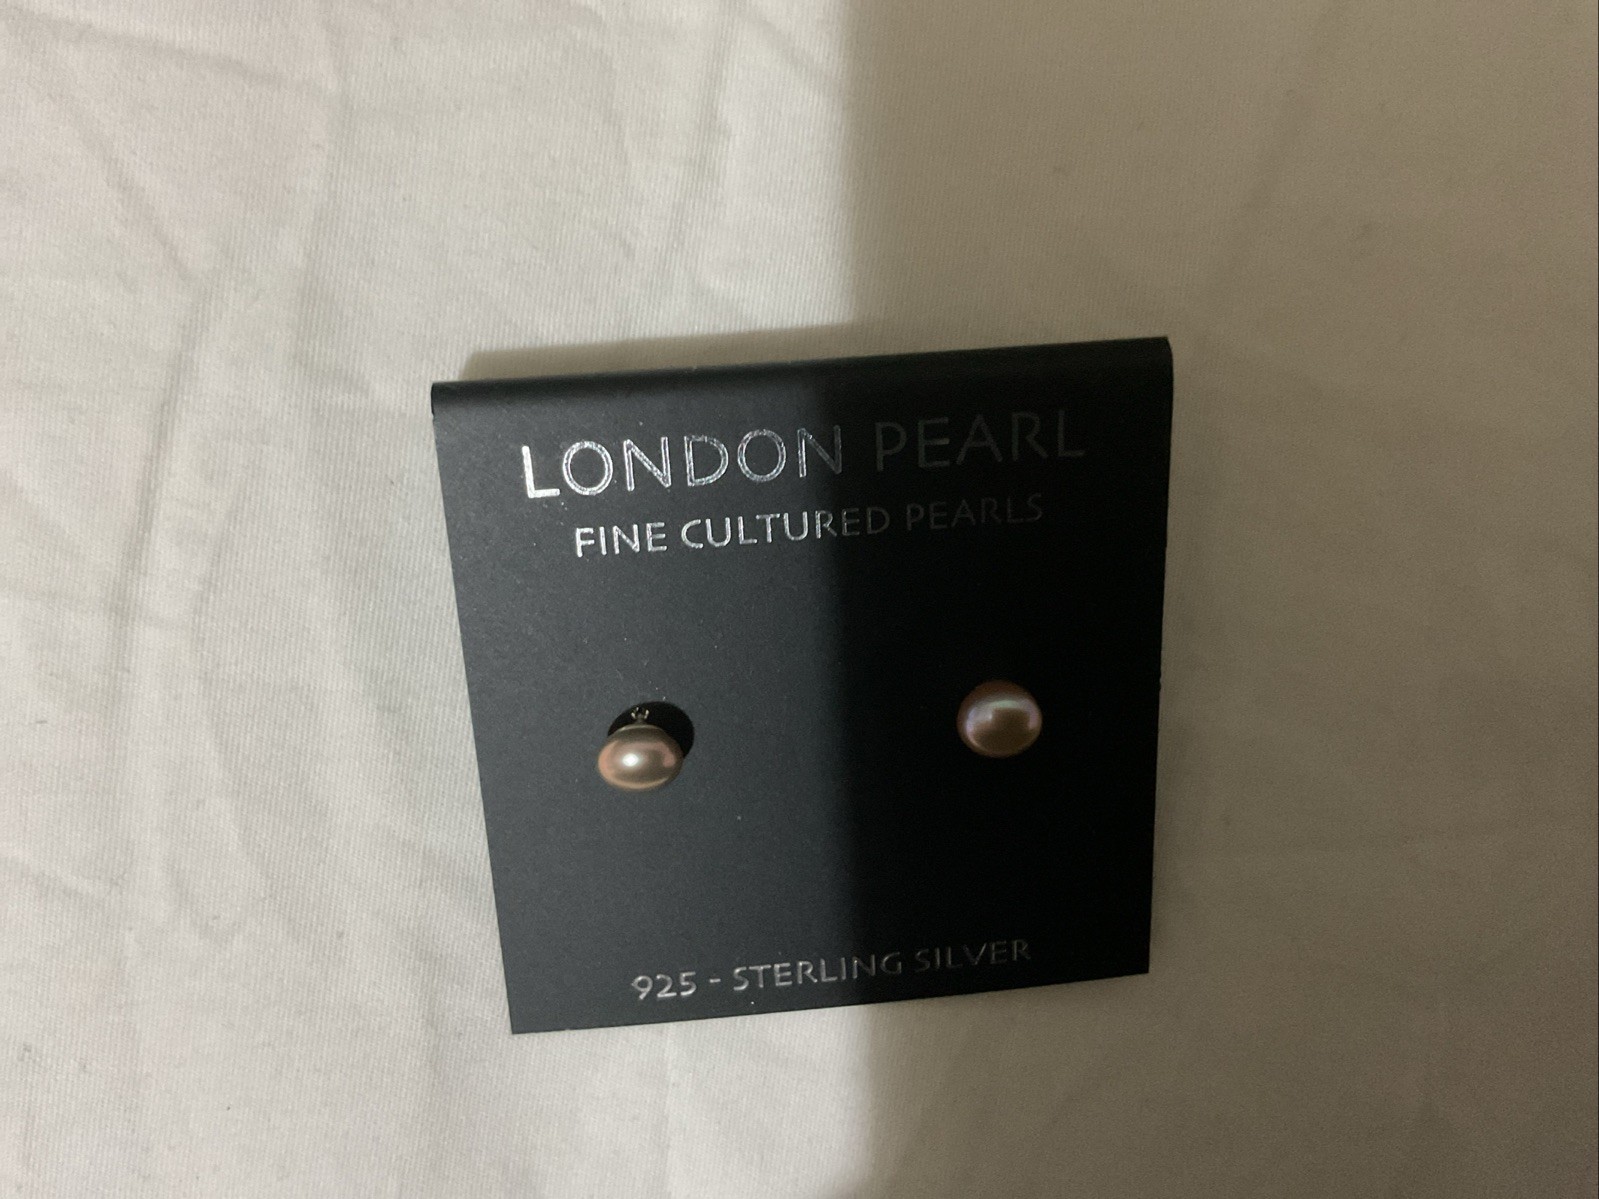 LONDON PEARL
FINE CULTURED PEARLS
925 - STERLING SILVER